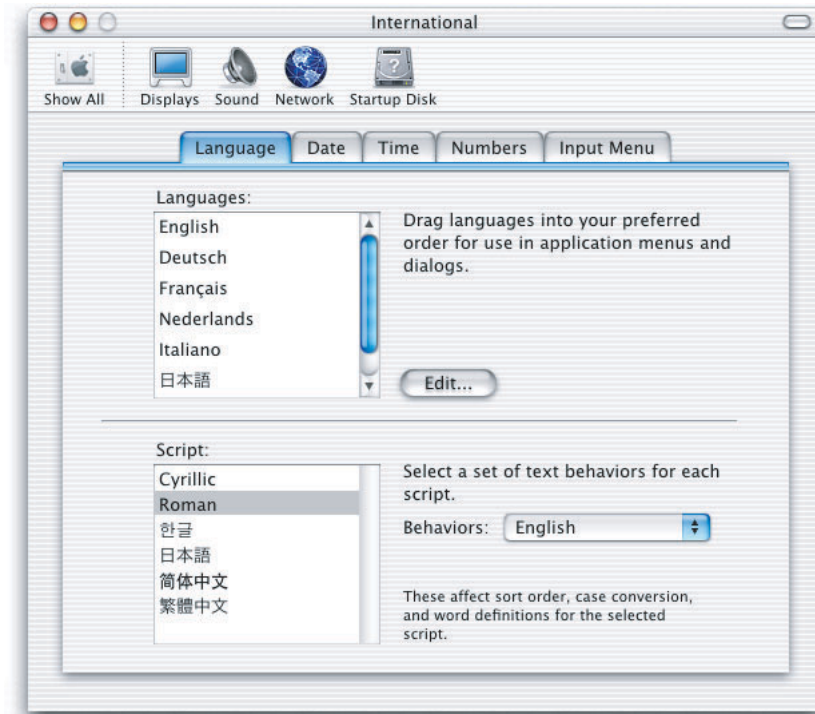 International
Show All
Displays
Sound
Network
Startup Disk
Language
Date
Time
Numbers
Input Menu
Languages:
English
Deutsch
Français
Nederlands
Italiano
日本語
Drag languages into your preferred
order for use in application menus and
dialogs.
Edit...
Script:
Cyrillic
Roman
한글
日本語
简体中文
繁體中文
Select a set of text behaviors for each
script.
Behaviors: English
These affect sort order, case conversion,
and word definitions for the selected
script.